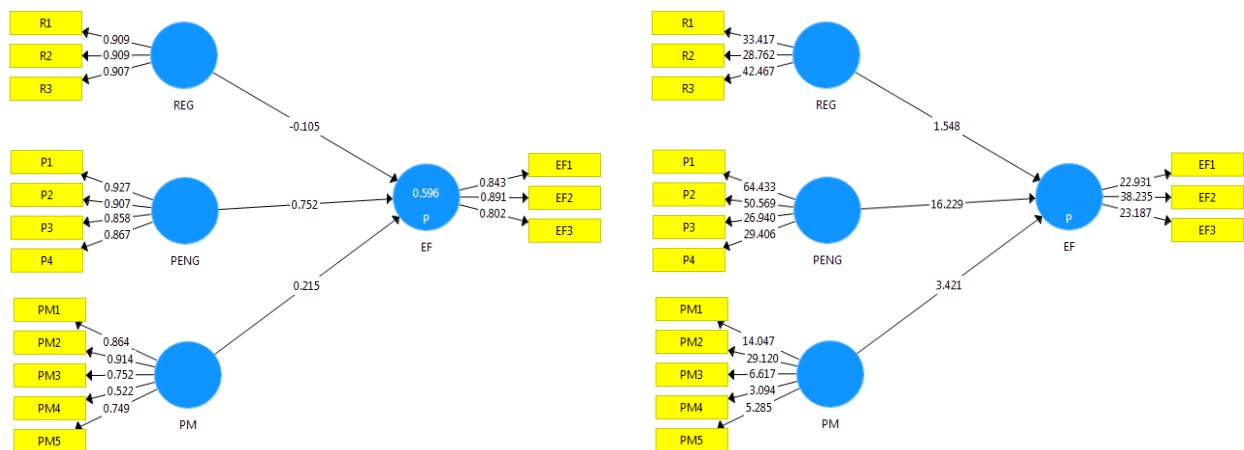 R1
0.909
R2
0.909
0.907
R3
REG
-0.105
P1
0.927
P2
0.907
P3
0.858
0.867
P4
PENG
0.752
0.596
P
EF
0.843
EF1
0.891
EF2
0.802
EF3
0.215
PM1
0.864
PM2
0.914
PM3
0.752
0.522
PM4
0.749
PM5
PM
R1
33.417
R2
28.762
42.467
R3
REG
1.548
P1
64.433
P2
50.569
P3
26.940
29.406
P4
PENG
16.229
P
EF
22.931
EF1
38.235
EF2
23.187
EF3
3.421
PM1
14.047
PM2
29.120
PM3
6.617
3.094
PM4
5.285
PM5
PM